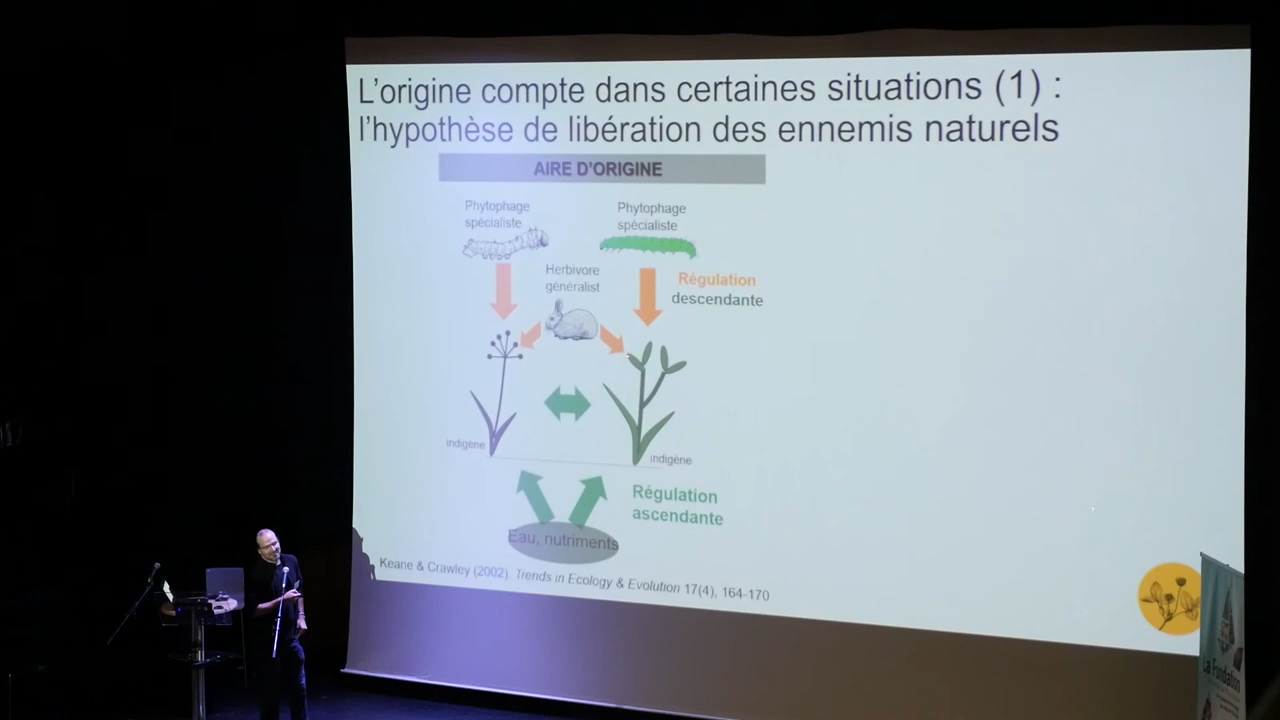 L'origine compte dans certaines situations (1) :
l'hypothèse de libération des ennemis naturels
AIRE D'ORIGINE
Phytophage
spécialiste
Phytophage
spécialiste
Herbivore
généralist
Régulation
descendante
indigène
indigène
Régulation
ascendante
Eau, nutriments
Keane & Crawley (2002). Trends in Ecology & Evolution 17(4), 164-170
La Fondation